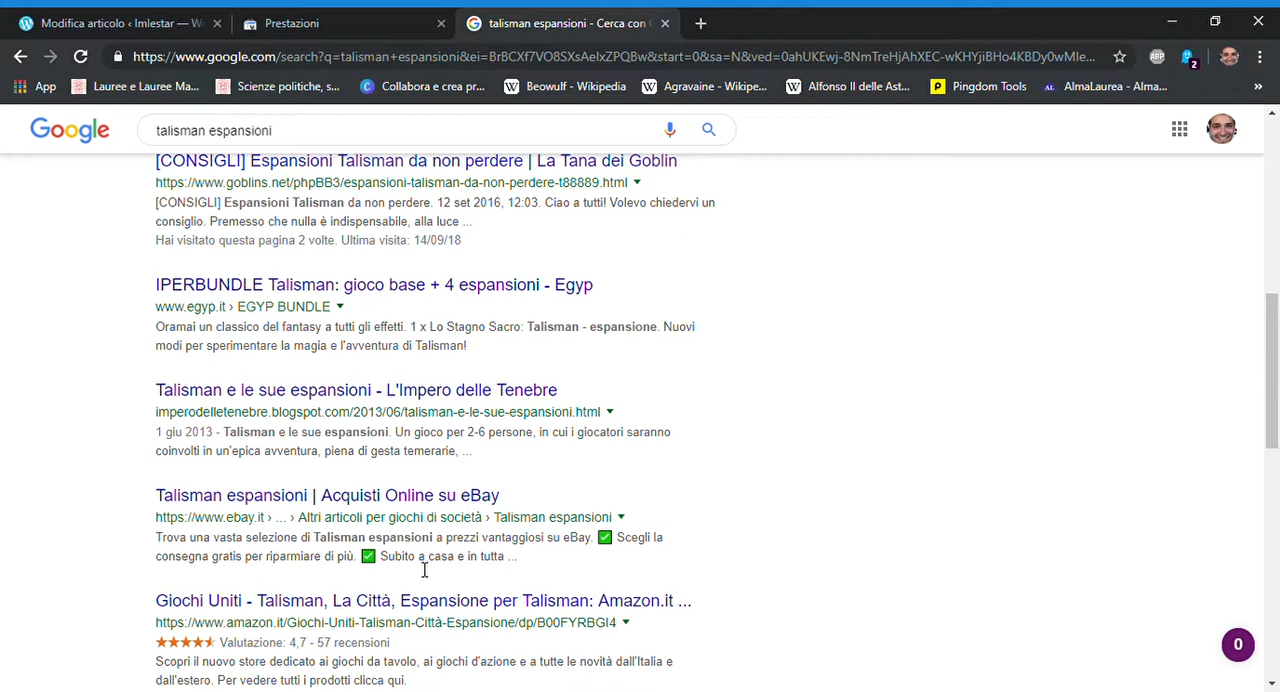 Modifica articolo ‹ Imlestar — W
Prestazioni
talisman espansioni - Cerca con
https://www.google.com/search?q=talisman+espansioni&ei=BrBCXf7VO8SXsAelxZPQBw&start=0&sa=N&ved=0ahUKEwj-8NmTreHjAhXEC-wKHYjiBHo4KBDy0wMIe...
ABP
2
App
Lauree e Lauree Ma...
Scienze politiche, s...
Collabora e crea pr...
Beowulf - Wikipedia
Agravaine - Wikipe...
Alfonso II delle Ast...
Pingdom Tools
AL AlmaLaurea - Alma...
»
Google
talisman espansioni
[CONSIGLI] Espansioni Talisman da non perdere | La Tana dei Goblin
https://www.goblins.net/phpBB3/espansioni-talisman-da-non-perdere-t88889.html
[CONSIGLI] Espansioni Talisman da non perdere. 12 set 2016, 12:03. Ciao a tutti! Volevo chiedervi un
consiglio. Premesso che nulla è indispensabile, alla luce ...
Hai visitato questa pagina 2 volte. Ultima visita: 14/09/18
IPERBUNDLE Talisman: gioco base + 4 espansioni - Egyp
www.egyp.it › EGYP BUNDLE
Oramai un classico del fantasy a tutti gli effetti. 1 x Lo Stagno Sacro: Talisman - espansione. Nuovi
modi per sperimentare la magia e l'avventura di Talisman!
Talisman e le sue espansioni - L'Impero delle Tenebre
imperodelletenebre.blogspot.com/2013/06/talisman-e-le-sue-espansioni.html
1 giu 2013 - Talisman e le sue espansioni. Un gioco per 2-6 persone, in cui i giocatori saranno
coinvolti in un'epica avventura, piena di gesta temerarie, ...
Talisman espansioni | Acquisti Online su eBay
https://www.ebay.it › ... › Altri articoli per giochi di società › Talisman espansioni
Trova una vasta selezione di Talisman espansioni a prezzi vantaggiosi su eBay. ✅ Scegli la
consegna gratis per riparmiare di più. ✅ Subito a casa e in tutta ...
Giochi Uniti - Talisman, La Città, Espansione per Talisman: Amazon.it ...
https://www.amazon.it/Giochi-Uniti-Talisman-Città-Espansione/dp/B00FYRBGI4
Valutazione: 4,7 - 57 recensioni
Scopri il nuovo store dedicato ai giochi da tavolo, ai giochi d'azione e a tutte le novità dall'Italia e
dall'estero. Per vedere tutti i prodotti clicca qui.
0